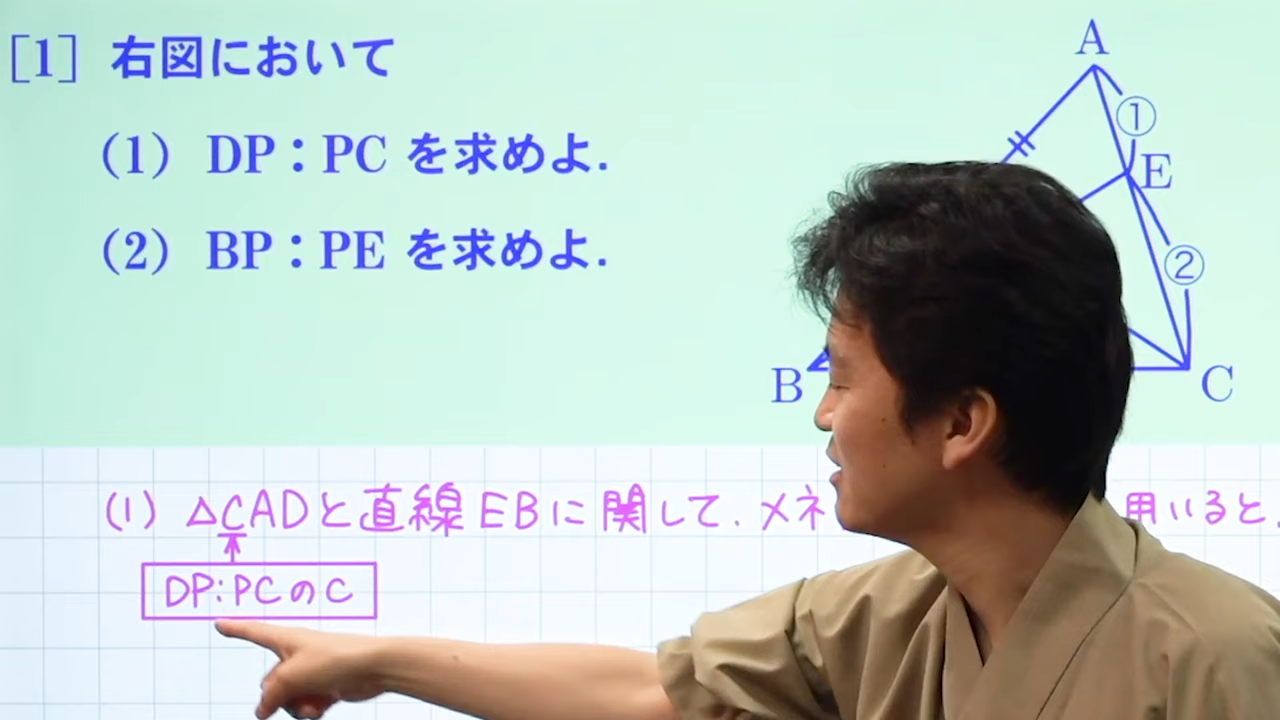 [1] 右図において
(1) DP：PC を求めよ.
(2) BP：PE を求めよ.
A
①
E
②
B
C
(1) △CADと直線EBに関して.メネ 用いると.
DP:PCのC